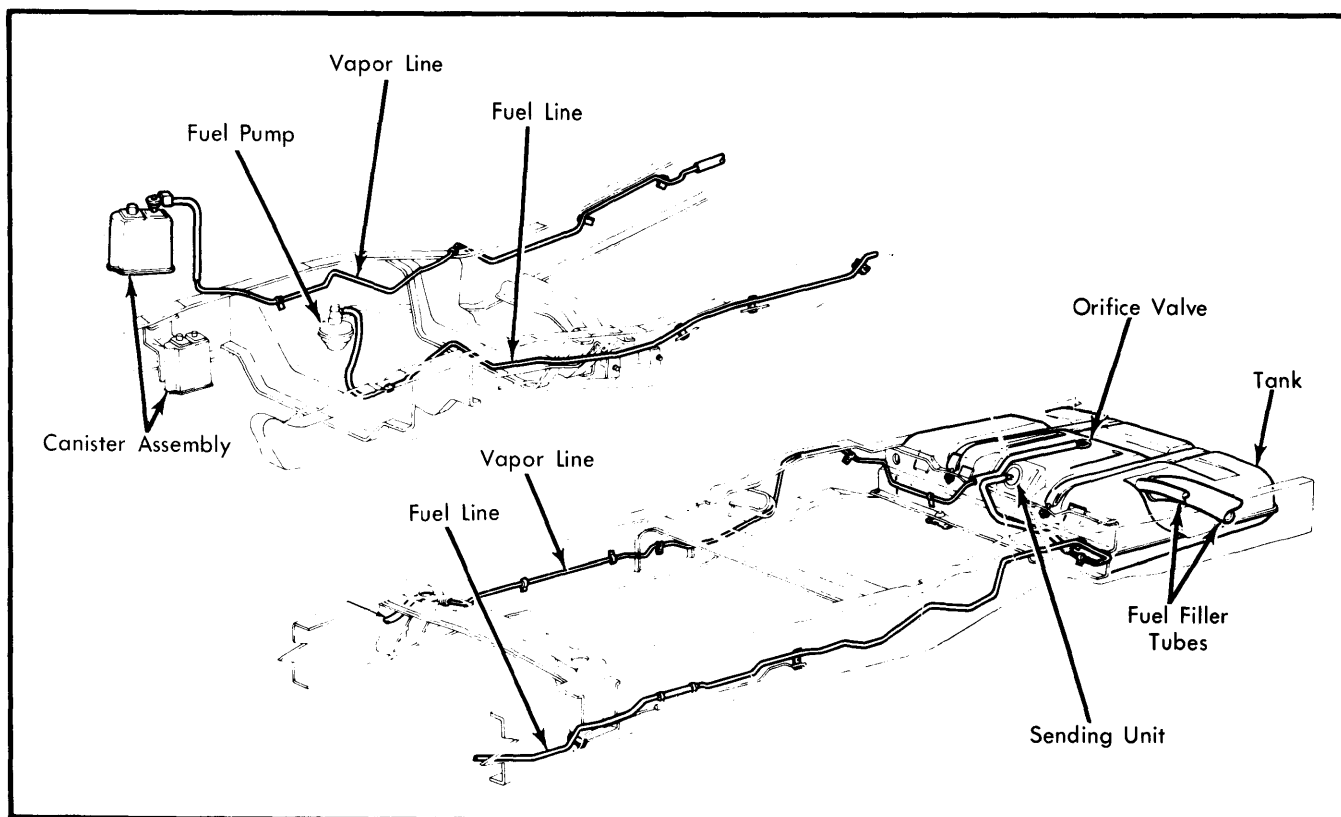 Vapor Line
Fuel Line
Fuel Pump
Orifice Valve
Tank
Canister Assembly
Vapor Line
Fuel Line
Fuel Filler
Tubes
Sending Unit